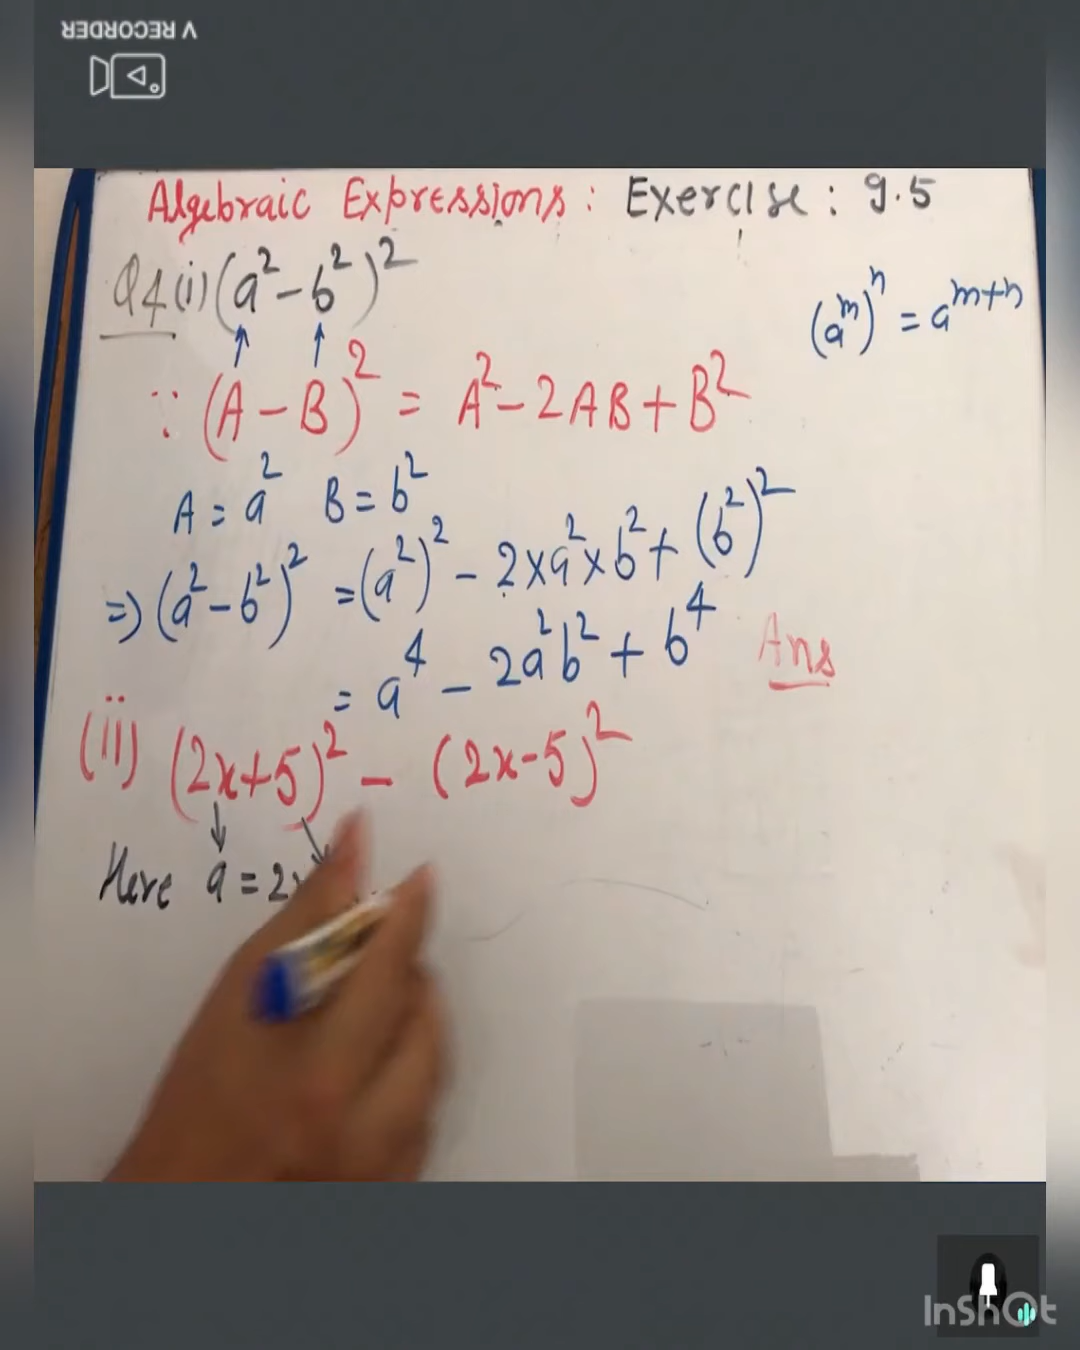 V RECORDER
Algebraic Expressions: Exercise: 9.5
Q4(i) (a² - b²)²
(aᵐ)ⁿ = aᵐ⁺ⁿ
∵ (A - B)² = A² - 2AB + B²
A = a² B = b²
=) (a² - b²)² = (a²)² - 2×a²×b² + (b²)²
= a⁴ - 2a²b² + b⁴ Ans
(ii) (2x+5)² - (2x-5)²
Here a = 2x
InShOt